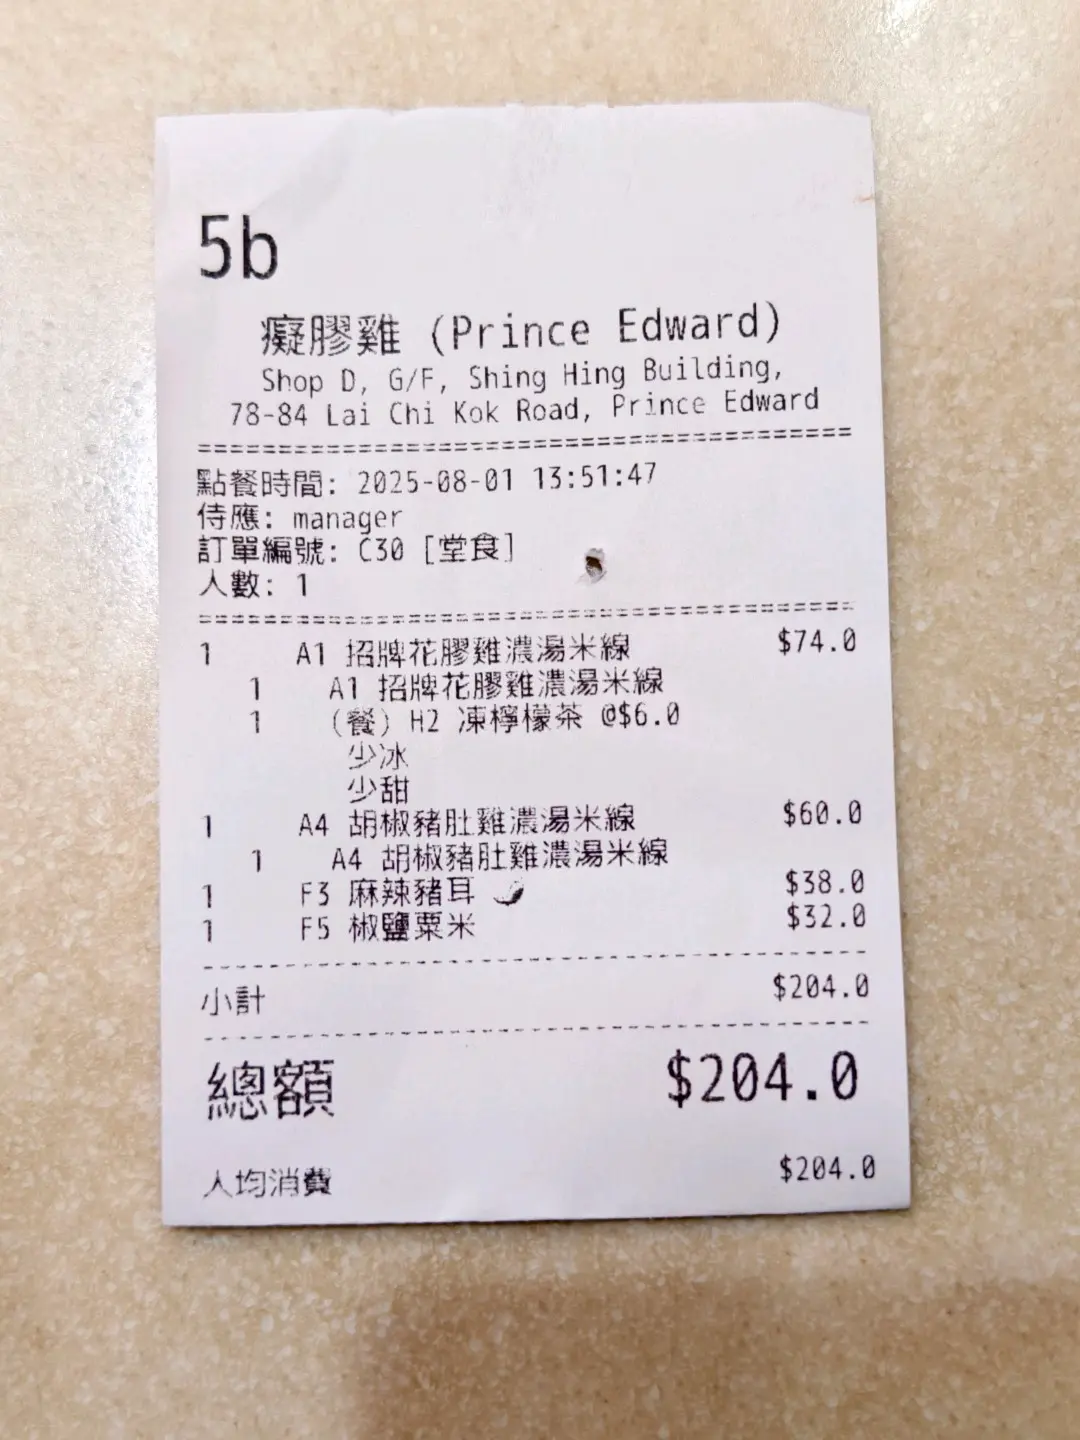 5b
癡膠雞 (Prince Edward)
Shop D, G/F, Shing Hing Building,
78-84 Lai Chi Kok Road, Prince Edward
點餐時間: 2025-08-01 13:51:47
侍應: manager
訂單編號: C30 [堂食]
人數: 1
1 A1 招牌花膠雞濃湯米線 $74.0
1 A1 招牌花膠雞濃湯米線
1 (餐) H2 凍檸檬茶 @$6.0
少冰
少甜
1 A4 胡椒豬肚雞濃湯米線 $60.0
1 A4 胡椒豬肚雞濃湯米線
1 F3 麻辣豬耳 🌶 $38.0
1 F5 椒鹽粟米 $32.0
小計 $204.0
總額 $204.0
人均消費 $204.0